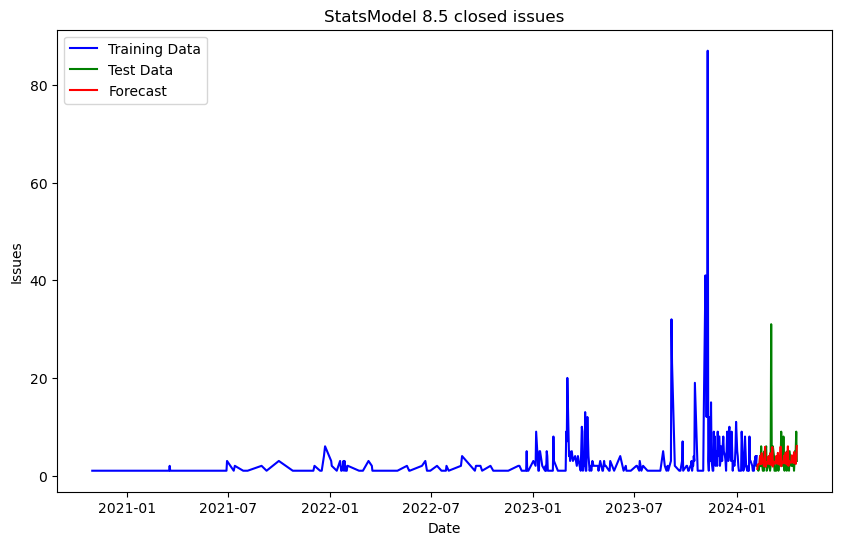 StatsModel 8.5 closed issues
Training Data
Test Data
Forecast
80
60
40
20
0
Issues
2021-01 2021-07 2022-01 2022-07 2023-01 2023-07 2024-01
Date